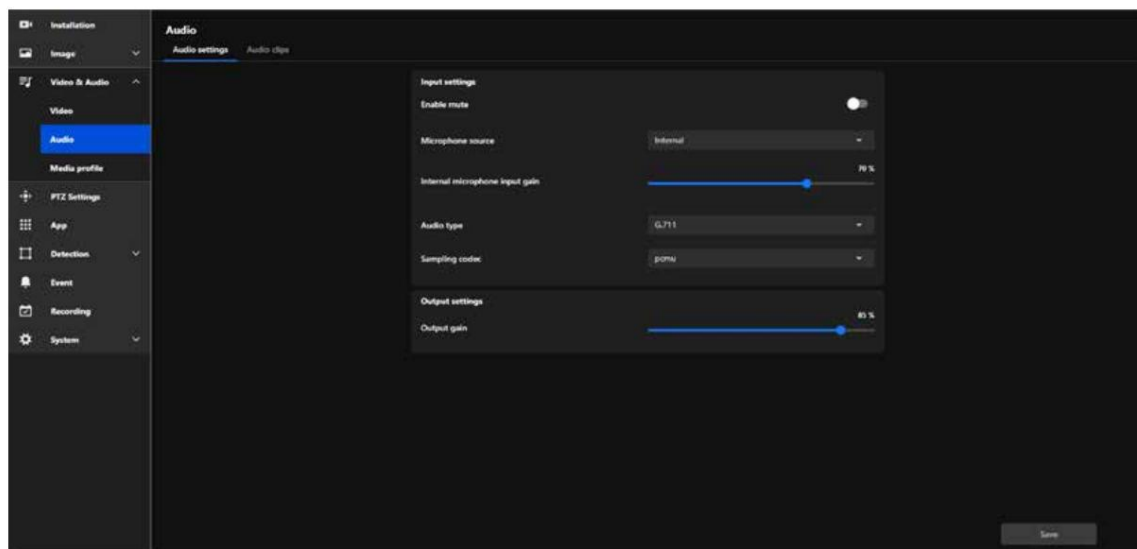 Installation
Image
Video & Audio
Video
Audio
Media profile
PTZ Settings
App
Detection
Event
Recording
System
Audio
Audio settings Audio clips
Input settings
Enable mute
Microphone source Internal
70 %
Internal microphone input gain
Audio type G.711
Sampling codec pcmu
Output settings
85 %
Output gain
Save